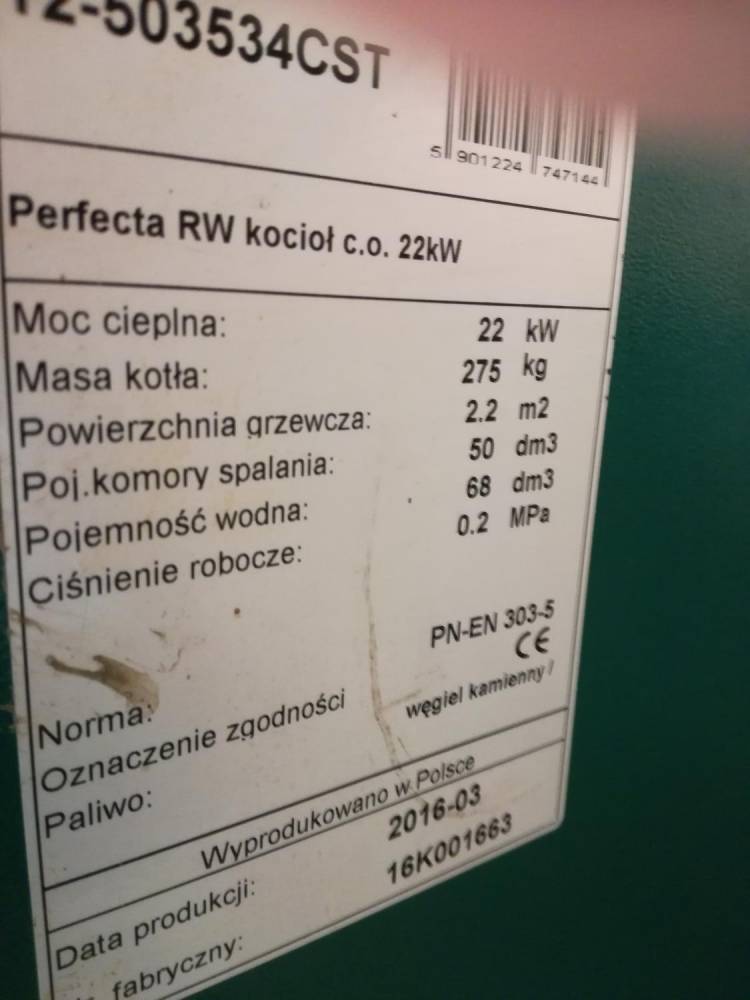 12-503534CST
5 901224 747144
Perfecta RW kocioł c.o. 22kW
Moc cieplna: 22 kW
Masa kotła: 275 kg
Powierzchnia grzewcza: 2.2 m2
Poj.komory spalania: 50 dm3
Pojemność wodna: 68 dm3
Ciśnienie robocze: 0.2 MPa
Norma: PN-EN 303-5
Oznaczenie zgodności CE
Paliwo: węgiel kamienny /
Wyprodukowano w Polsce
Data produkcji: 2016-03
fabryczny: 16K001663